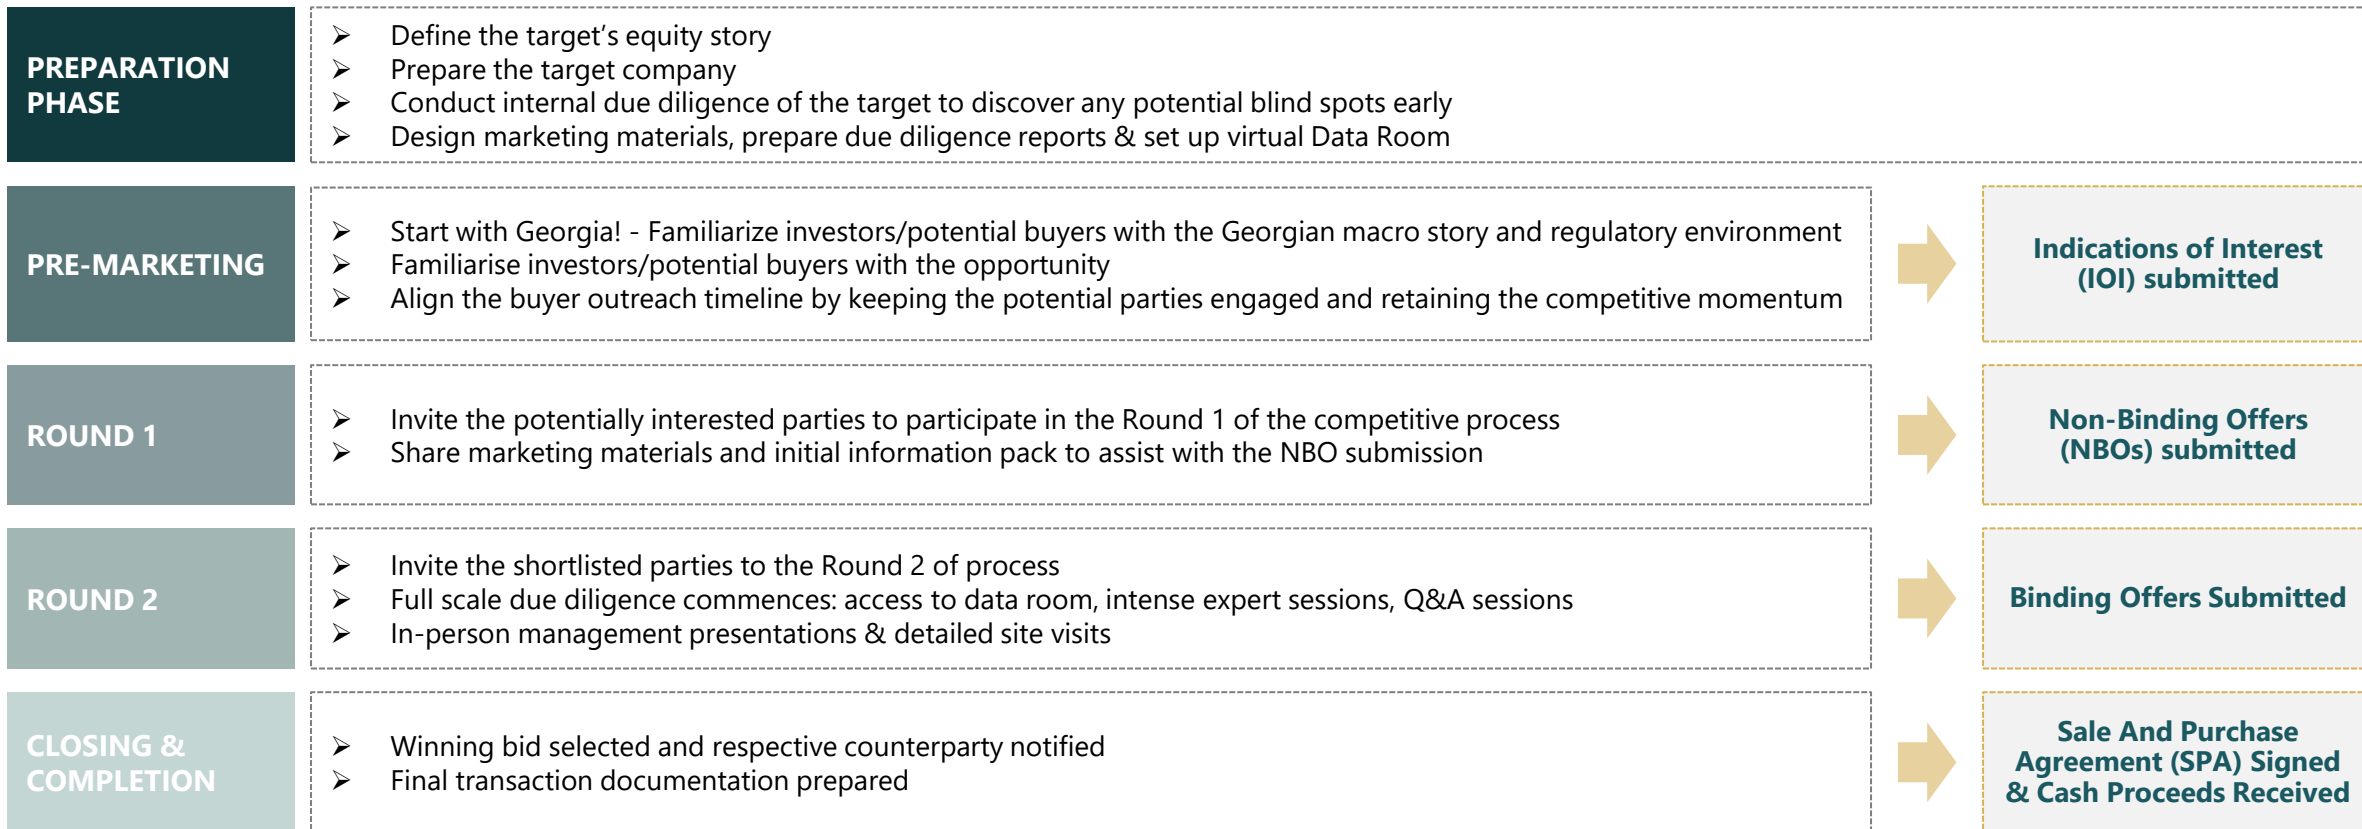 PREPARATION
PHASE
➢ Define the target’s equity story
➢ Prepare the target company
➢ Conduct internal due diligence of the target to discover any potential blind spots early
➢ Design marketing materials, prepare due diligence reports & set up virtual Data Room
PRE-MARKETING
➢ Start with Georgia! - Familiarize investors/potential buyers with the Georgian macro story and regulatory environment
➢ Familiarise investors/potential buyers with the opportunity
➢ Align the buyer outreach timeline by keeping the potential parties engaged and retaining the competitive momentum
Indications of Interest
(IOI) submitted
ROUND 1
➢ Invite the potentially interested parties to participate in the Round 1 of the competitive process
➢ Share marketing materials and initial information pack to assist with the NBO submission
Non-Binding Offers
(NBOs) submitted
ROUND 2
➢ Invite the shortlisted parties to the Round 2 of process
➢ Full scale due diligence commences: access to data room, intense expert sessions, Q&A sessions
➢ In-person management presentations & detailed site visits
Binding Offers Submitted
CLOSING &
COMPLETION
➢ Winning bid selected and respective counterparty notified
➢ Final transaction documentation prepared
Sale And Purchase
Agreement (SPA) Signed
& Cash Proceeds Received